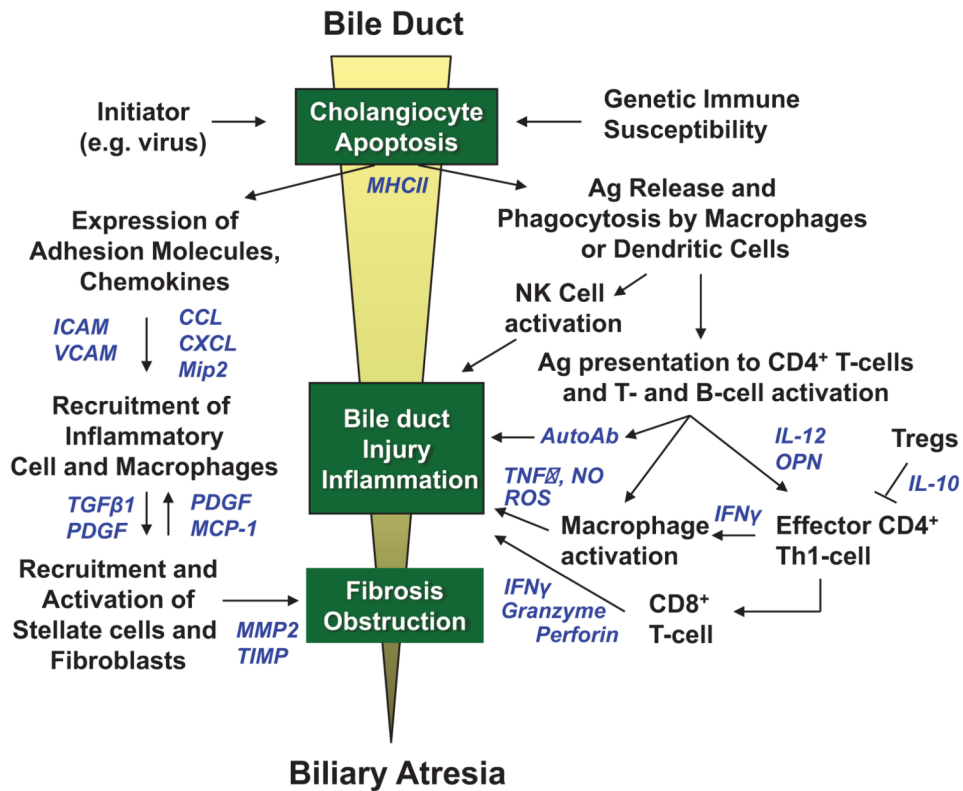 Bile Duct
Initiator
(e.g. virus)
Cholangiocyte
Apoptosis
Genetic Immune
Susceptibility
MHCII
Expression of
Adhesion Molecules,
Chemokines
Ag Release and
Phagocytosis by Macrophages
or Dendritic Cells
NK Cell
activation
ICAM
VCAM
CCL
CXCL
Mip2
Ag presentation to CD4⁺ T-cells
and T- and B-cell activation
Recruitment of
Inflammatory
Cell and Macrophages
Bile duct
Injury
Inflammation
AutoAb
IL-12
OPN
Tregs
IL-10
TNF, NO
ROS
TGFβ1
PDGF
PDGF
MCP-1
Macrophage
activation
IFNγ
Effector CD4⁺
Th1-cell
Recruitment and
Activation of
Stellate cells and
Fibroblasts
MMP2
TIMP
Fibrosis
Obstruction
IFNγ
Granzyme
Perforin
CD8⁺
T-cell
Biliary Atresia